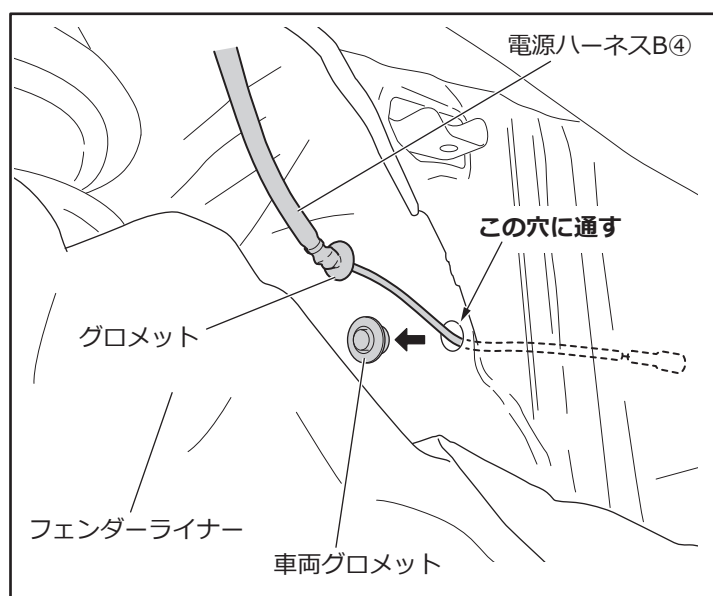 電源ハーネスB④
この穴に通す
グロメット
フェンダーライナー
車両グロメット